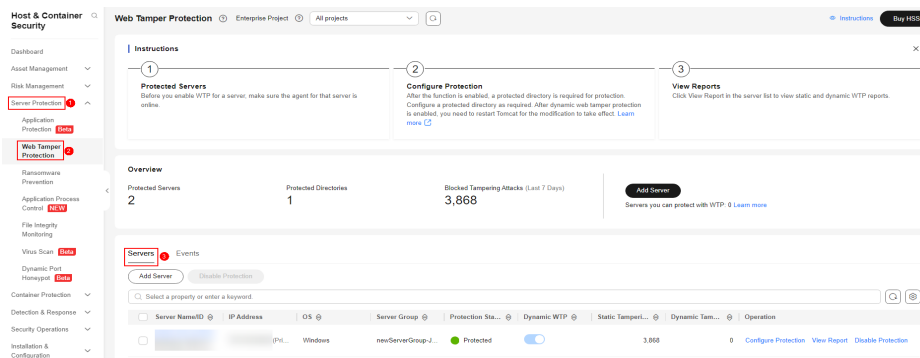 Host & Container
Security
Dashboard
Asset Management
Risk Management
Server Protection 1
Application
Protection Beta
Web Tamper
Protection 2
Ransomware
Prevention
Application Process
Control NEW
File Integrity
Monitoring
Virus Scan Beta
Dynamic Port
Honeypot Beta
Container Protection
Detection & Response
Security Operations
Installation &
Configuration
Web Tamper Protection Enterprise Project All projects Instructions Buy HSS
Instructions
1 2 3
Protected Servers
Before you enable WTP for a server, make sure the agent for that server is
online.
Configure Protection
After the function is enabled, a protected directory is required for protection.
Configure a protected directory as required. After dynamic web tamper protection
is enabled, you need to restart Tomcat for the modification to take effect. Learn
more
View Reports
Click View Report in the server list to view static and dynamic WTP reports.
Overview
Protected Servers Protected Directories Blocked Tampering Attacks (Last 7 Days)
2 1 3,868
Add Server
Servers you can protect with WTP: 0 Learn more
Servers 3 Events
Add Server Disable Protection
Select a property or enter a keyword.
Server Name/ID IP Address OS Server Group Protection Sta... Dynamic WTP Static Tamperi... Dynamic Tam... Operation
(Pri... Windows newServerGroup-J... Protected 3,868 0 Configure Protection View Report Disable Protection